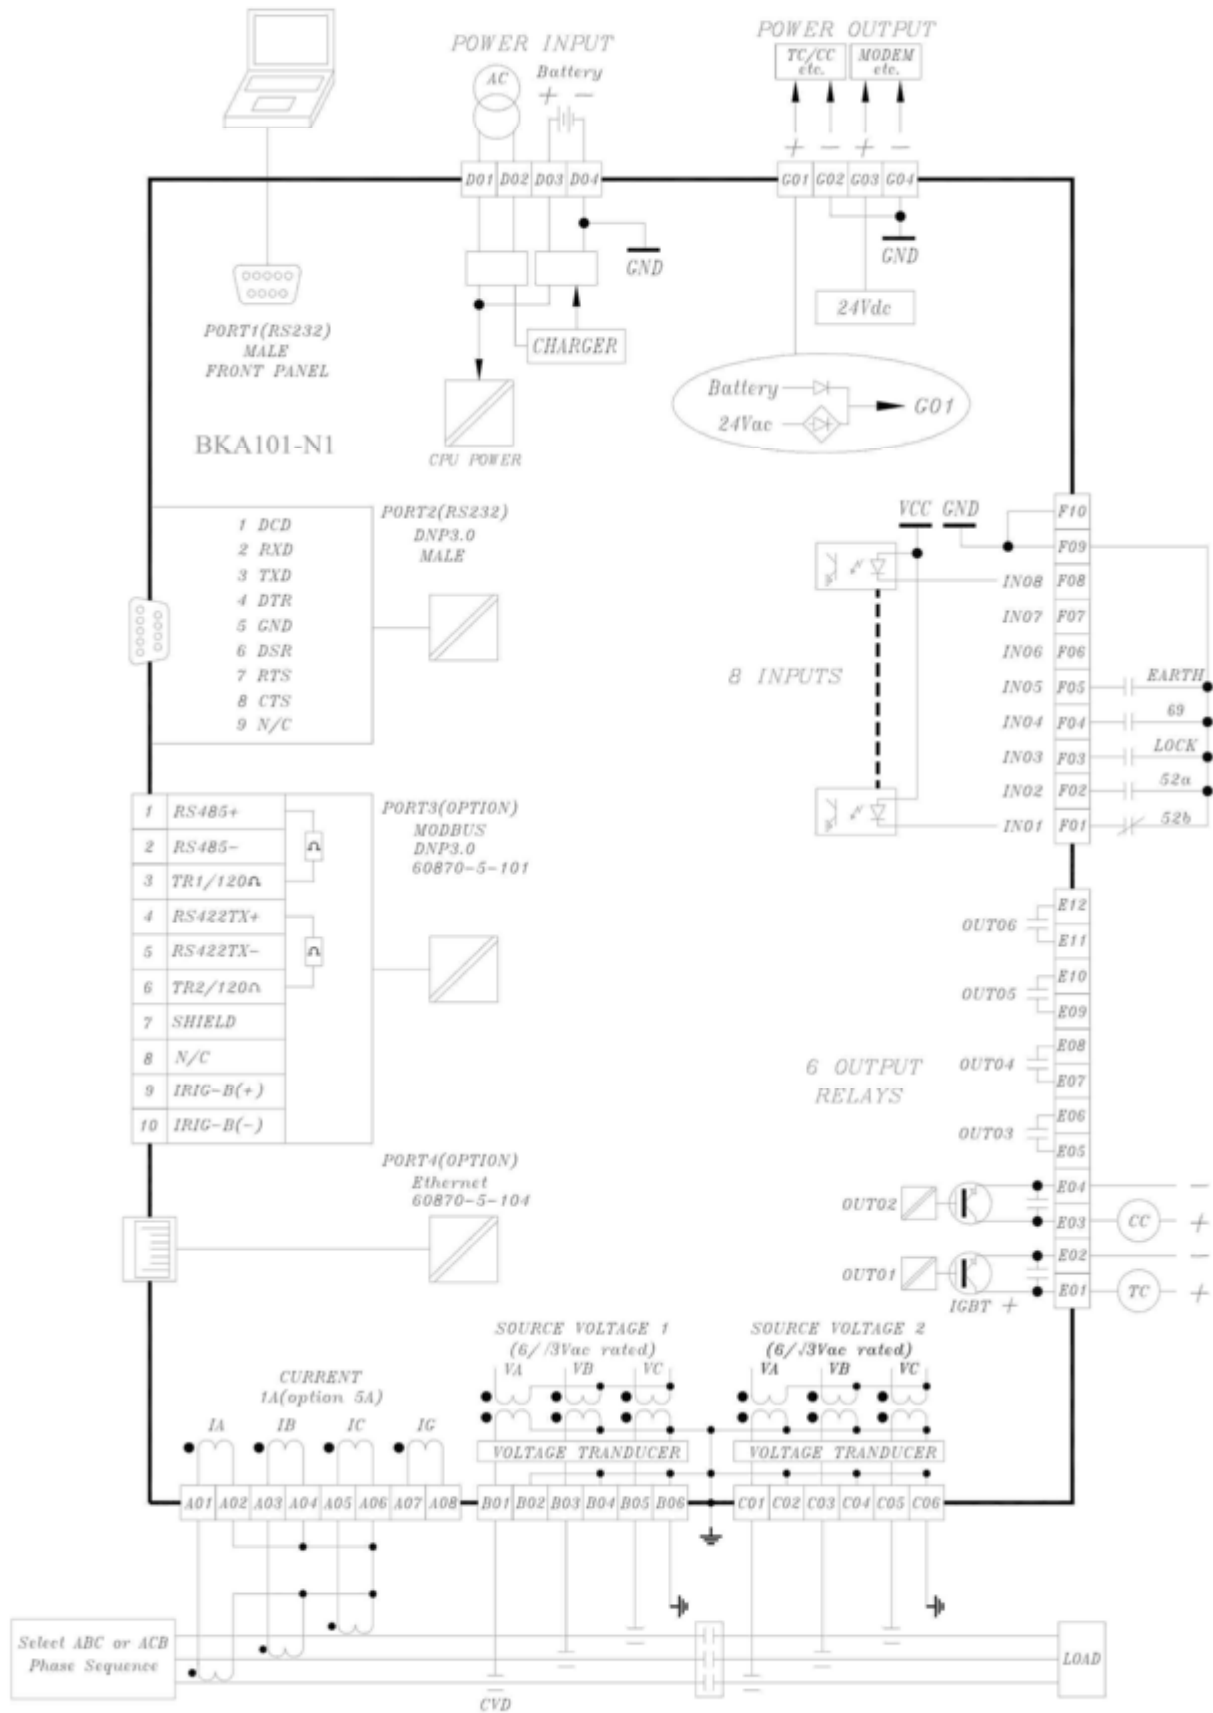 POWER INPUT
AC
Battery
+ −
POWER OUTPUT
TC/CC
etc.
MODEM
etc.
+ − + −
D01 D02 D03 D04
G01 G02 G03 G04
GND
GND
24Vdc
CHARGER
PORT1(RS232)
MALE
FRONT PANEL
Battery
24Vac
G01
BKA101-N1
CPU POWER
PORT2(RS232)
DNP3.0
MALE
1 DCD
2 RXD
3 TXD
4 DTR
5 GND
6 DSR
7 RTS
8 CTS
9 N/C
VCC GND
F10
F09
IN08 F08
IN07 F07
IN06 F06
IN05 F05 EARTH
IN04 F04 69
IN03 F03 LOCK
IN02 F02 52a
IN01 F01 52b
8 INPUTS
PORT3(OPTION)
MODBUS
DNP3.0
60870-5-101
1 RS485+
2 RS485-
3 TR1/120Ω
4 RS422TX+
5 RS422TX-
6 TR2/120Ω
7 SHIELD
8 N/C
9 IRIG-B(+)
10 IRIG-B(-)
Ω
Ω
E12
OUT06
E11
E10
OUT05
E09
E08
OUT04
E07
E06
OUT03
E05
6 OUTPUT
RELAYS
E04 −
OUT02
E03 CC +
E02 −
OUT01
E01 TC +
IGBT +
PORT4(OPTION)
Ethernet
60870-5-104
CURRENT
1A(option 5A)
IA IB IC IG
SOURCE VOLTAGE 1
(6/√3Vac rated)
VA VB VC
VOLTAGE TRANDUCER
SOURCE VOLTAGE 2
(6/√3Vac rated)
VA VB VC
VOLTAGE TRANDUCER
A01 A02 A03 A04 A05 A06 A07 A08
B01 B02 B03 B04 B05 B06
C01 C02 C03 C04 C05 C06
Select ABC or ACB
Phase Sequence
CVD
LOAD